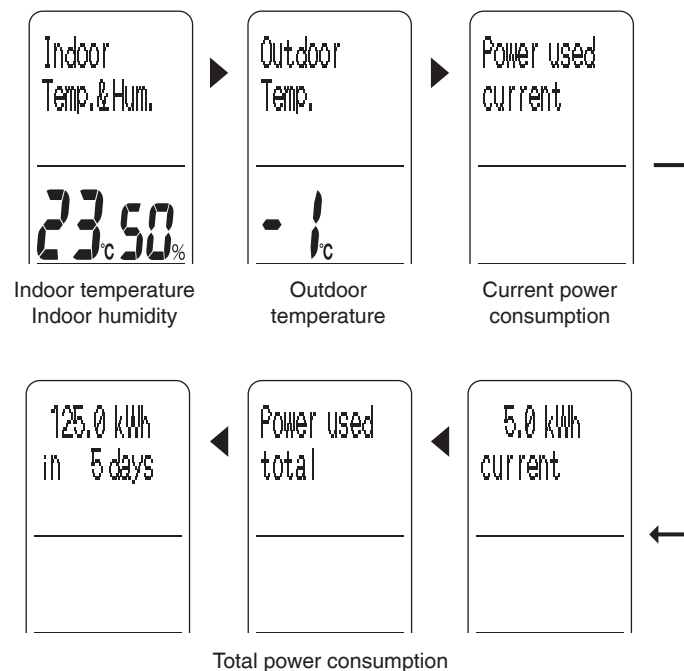 Indoor
Temp.&Hum.
23℃ 50%
Indoor temperature
Indoor humidity
Outdoor
Temp.
-1℃
Outdoor
temperature
Power used
current
Current power
consumption
5.0 kWh
current
Power used
total
125.0 kWh
in 5 days
Total power consumption